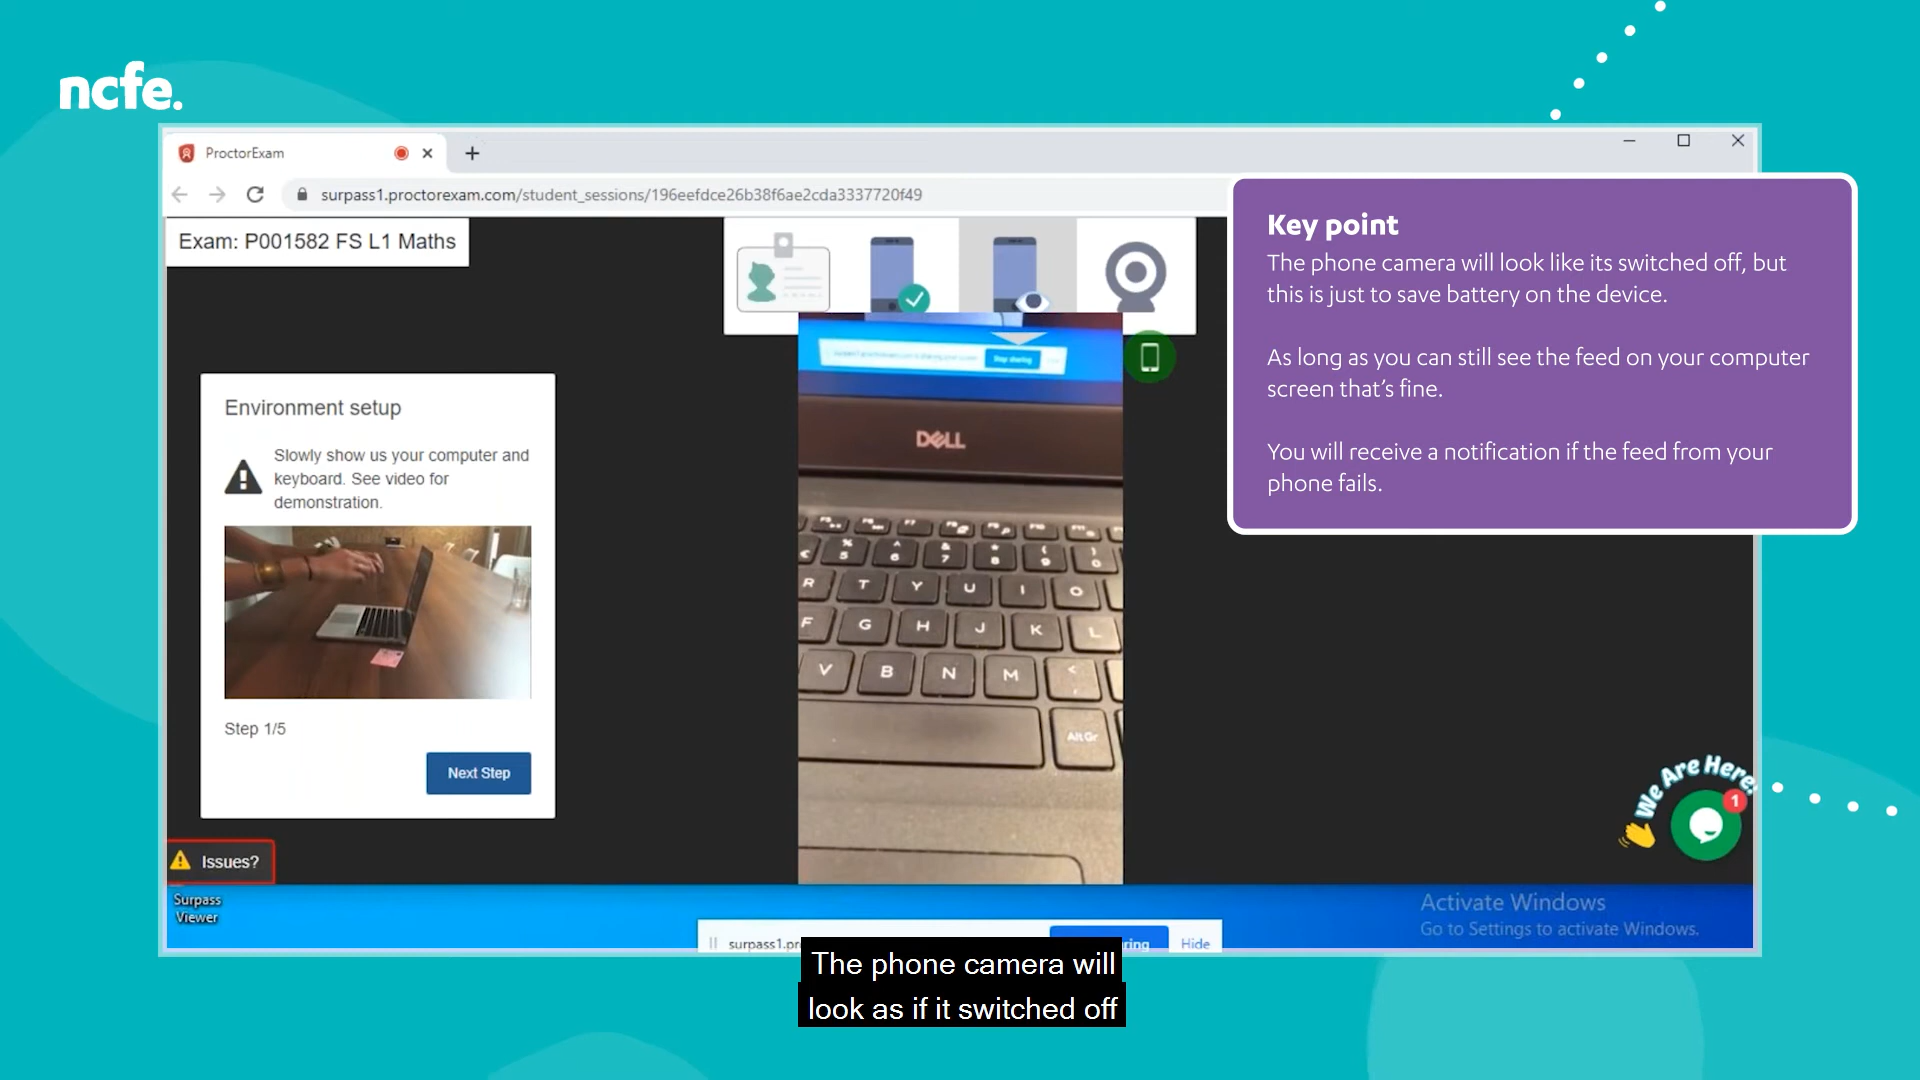 ncfe.
ProctorExam
surpass1.proctorexam.com/student_sessions/196eefdce26b38f6ae2cda3337720f49
Exam: P001582 FS L1 Maths
Key point
The phone camera will look like its switched off, but
this is just to save battery on the device.
As long as you can still see the feed on your computer
screen that's fine.
You will receive a notification if the feed from your
phone fails.
Environment setup
Slowly show us your computer and
keyboard. See video for
demonstration.
Step 1/5
Next Step
Stop sharing
DELL
R T Y U I O
F G H J K L
V B N M
Alt Gr
We Are Here!
1
Issues?
Surpass
Viewer
Activate Windows
Go to Settings to activate Windows.
Hide
The phone camera will
look as if it switched off